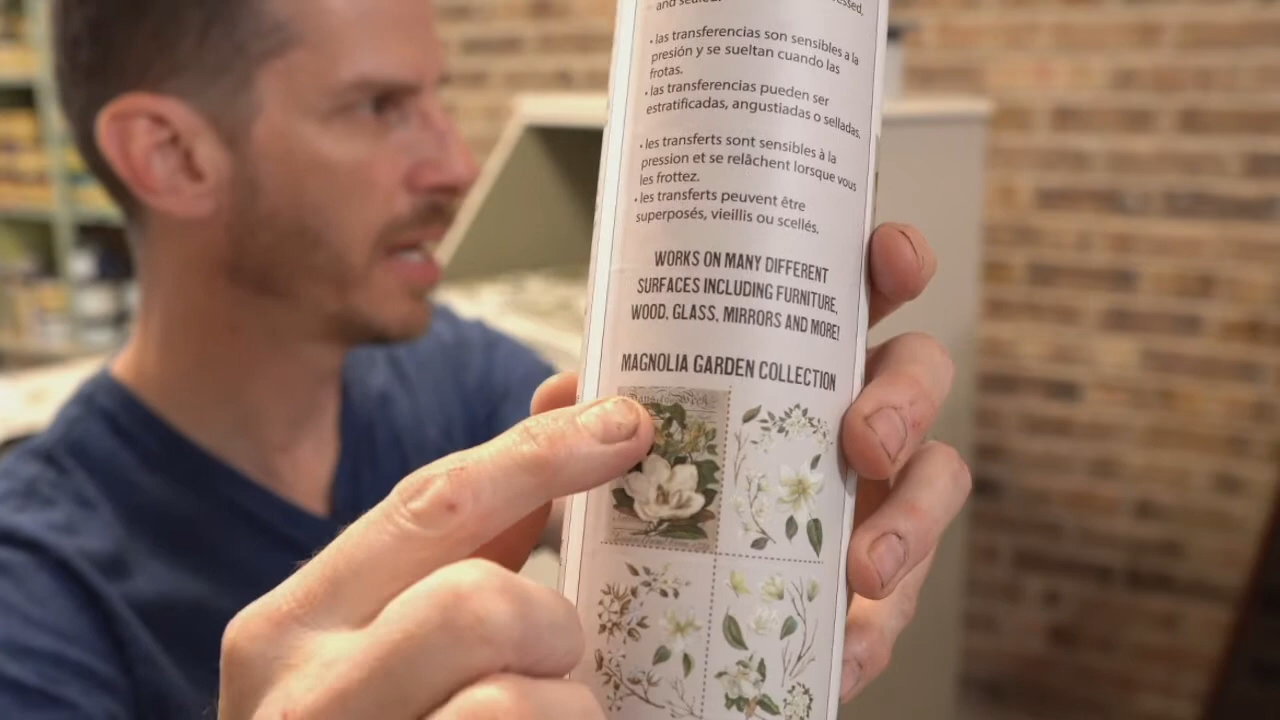 and sealed.
• las transferencias son sensibles a la
presión y se sueltan cuando las
frotas.
• las transferencias pueden ser
estratificadas, angustiadas o selladas.
• les transferts sont sensibles à la
pression et se relâchent lorsque vous
les frottez.
• les transferts peuvent être
superposés, vieillis ou scellés.
WORKS ON MANY DIFFERENT
SURFACES INCLUDING FURNITURE,
WOOD, GLASS, MIRRORS AND MORE!
MAGNOLIA GARDEN COLLECTION